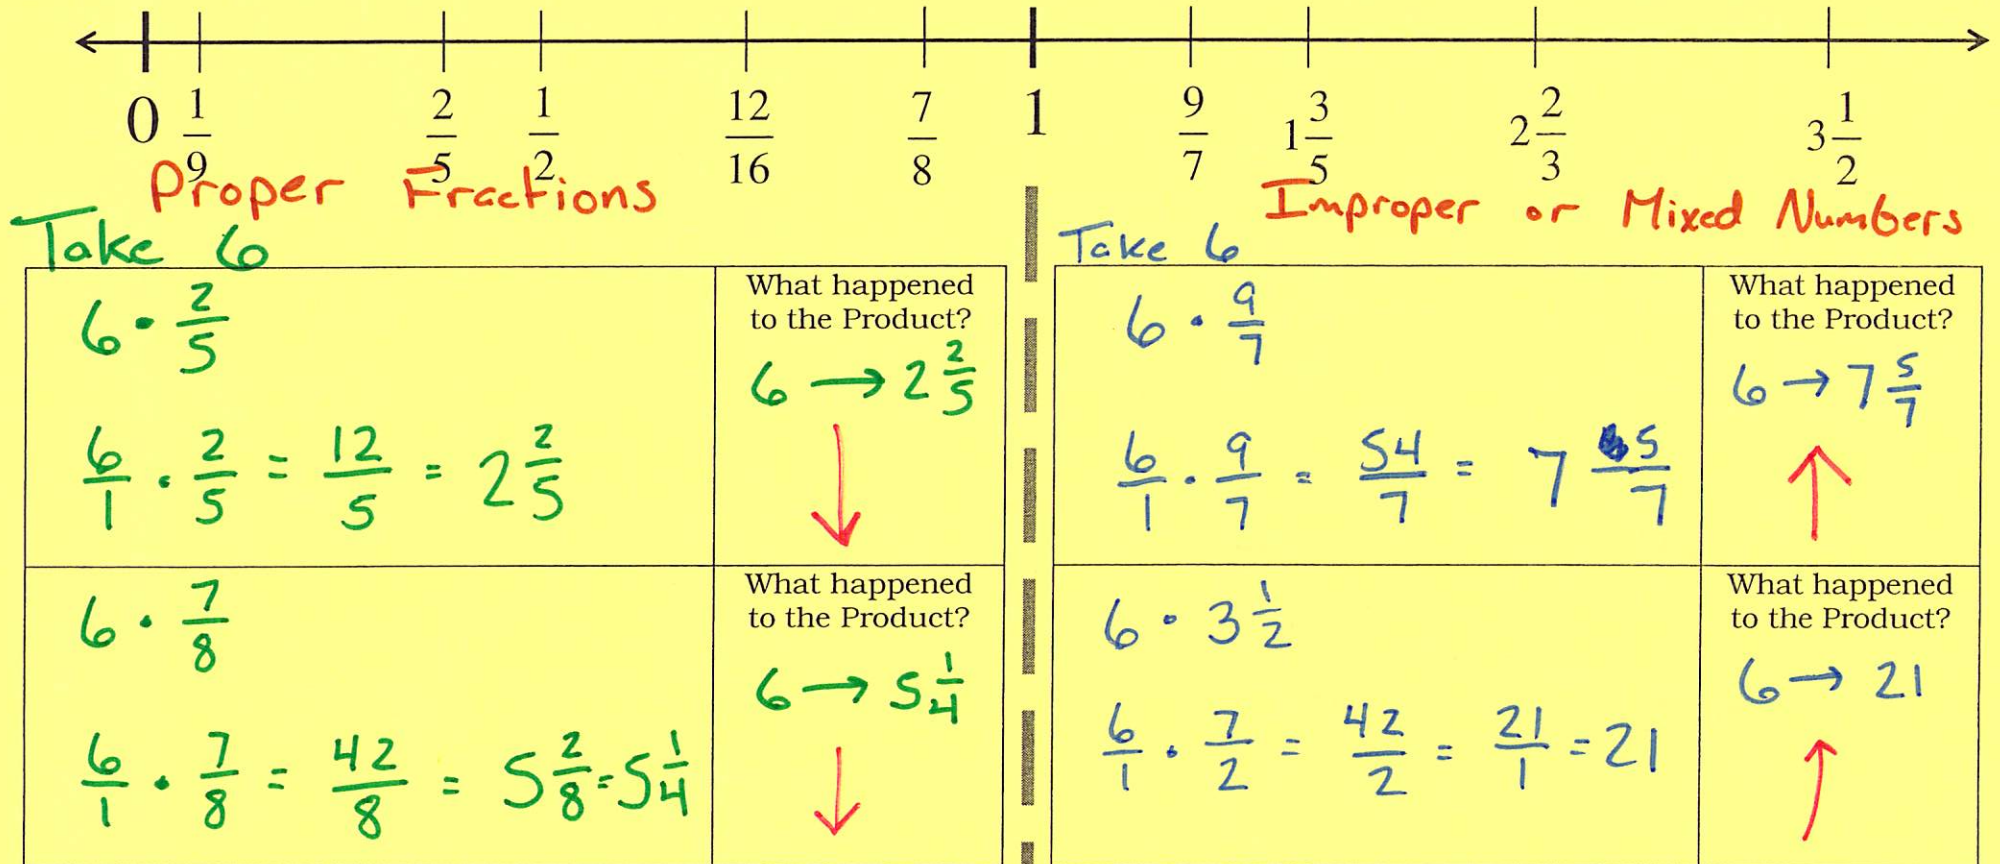 0 1/9 2/5 1/2 12/16 7/8 1 9/7 1 3/5 2 2/3 3 1/2
Proper Fractions
Improper or Mixed Numbers
Take 6
6 · 2/5
6/1 · 2/5 = 12/5 = 2 2/5
What happened
to the Product?
6 → 2 2/5
6 · 7/8
6/1 · 7/8 = 42/8 = 5 2/8 = 5 1/4
What happened
to the Product?
6 → 5 1/4
Take 6
6 · 9/7
6/1 · 9/7 = 54/7 = 7 5/7
What happened
to the Product?
6 → 7 5/7
6 · 3 1/2
6/1 · 7/2 = 42/2 = 21/1 = 21
What happened
to the Product?
6 → 21